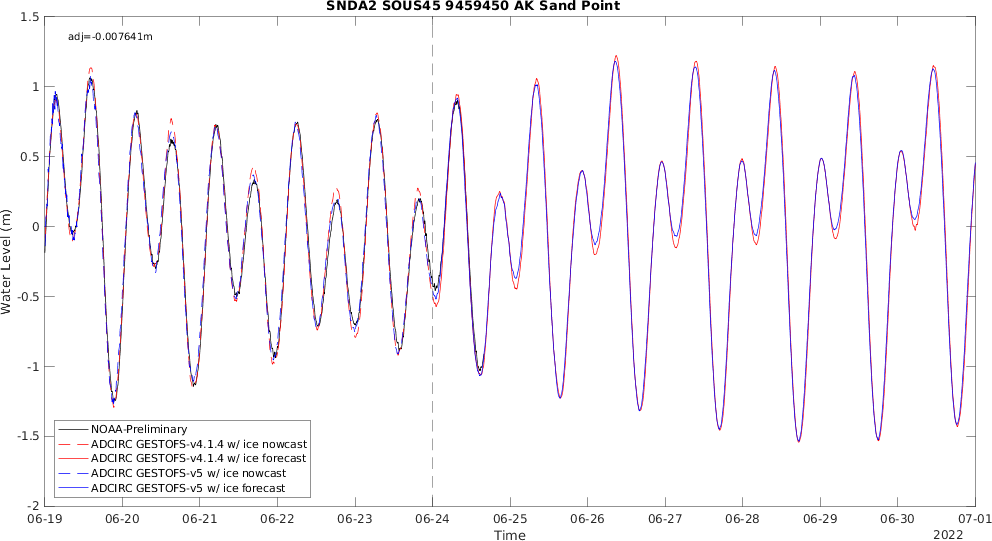 SNDA2 SOUS45 9459450 AK Sand Point
adj=-0.007641m
Water Level (m)
1.5
1
0.5
0
-0.5
-1
-1.5
-2
NOAA-Preliminary
ADCIRC GESTOFS-v4.1.4 w/ ice nowcast
ADCIRC GESTOFS-v4.1.4 w/ ice forecast
ADCIRC GESTOFS-v5 w/ ice nowcast
ADCIRC GESTOFS-v5 w/ ice forecast
06-19 06-20 06-21 06-22 06-23 06-24 06-25 06-26 06-27 06-28 06-29 06-30 07-01
Time
2022